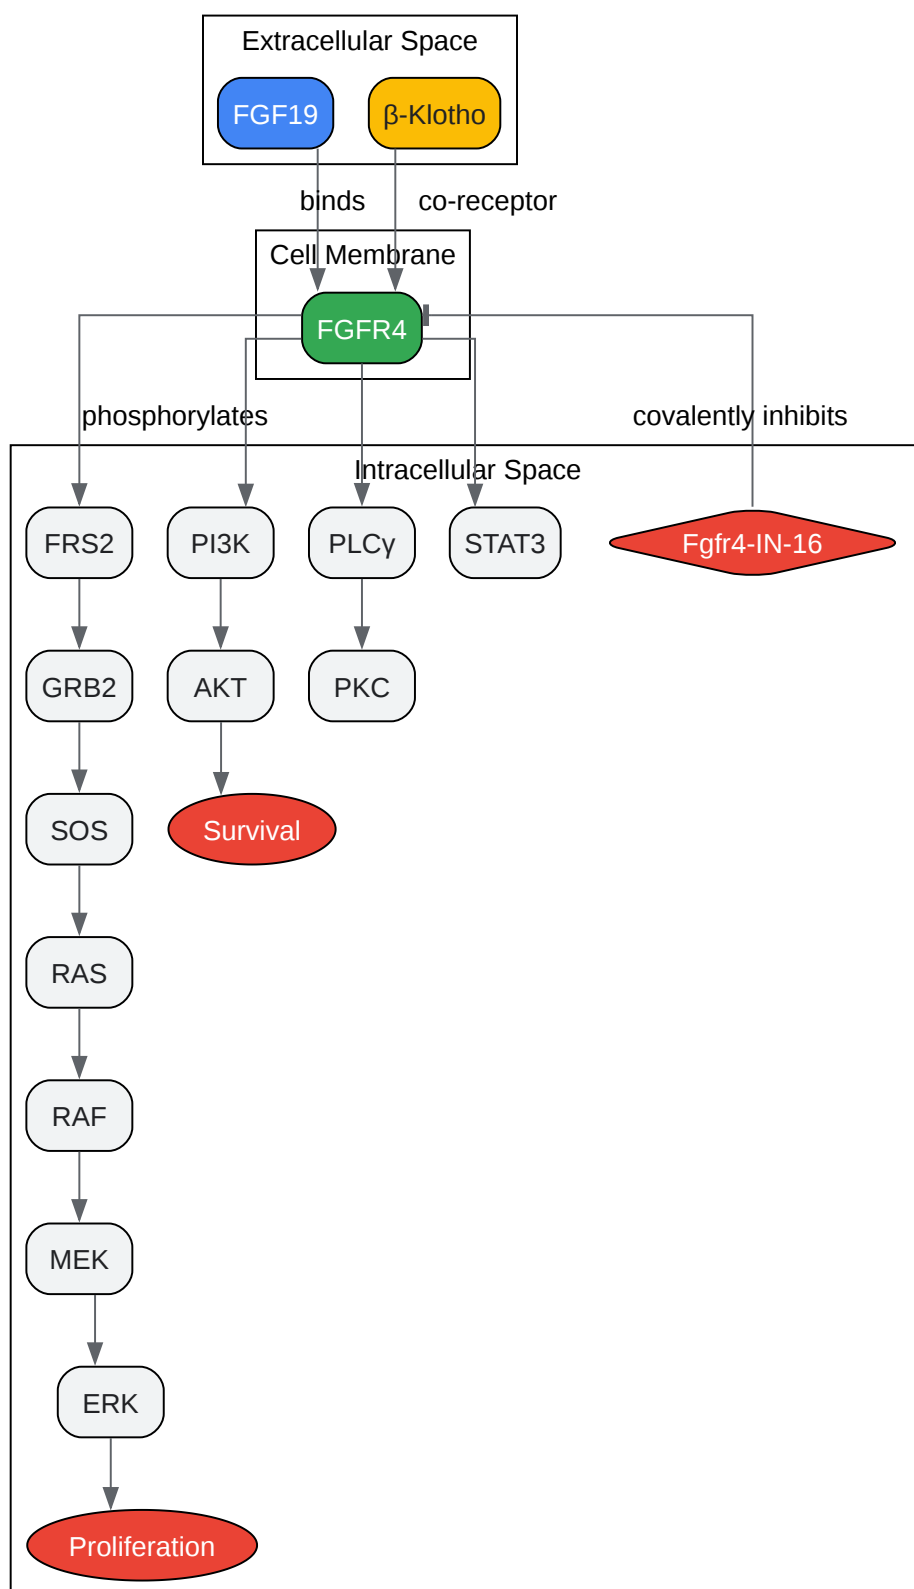 Extracellular Space
FGF19
β-Klotho
binds
co-receptor
Cell Membrane
FGFR4
phosphorylates
covalently inhibits
Intracellular Space
FRS2
PI3K
PLCγ
STAT3
Fgfr4-IN-16
GRB2
AKT
PKC
SOS
Survival
RAS
RAF
MEK
ERK
Proliferation